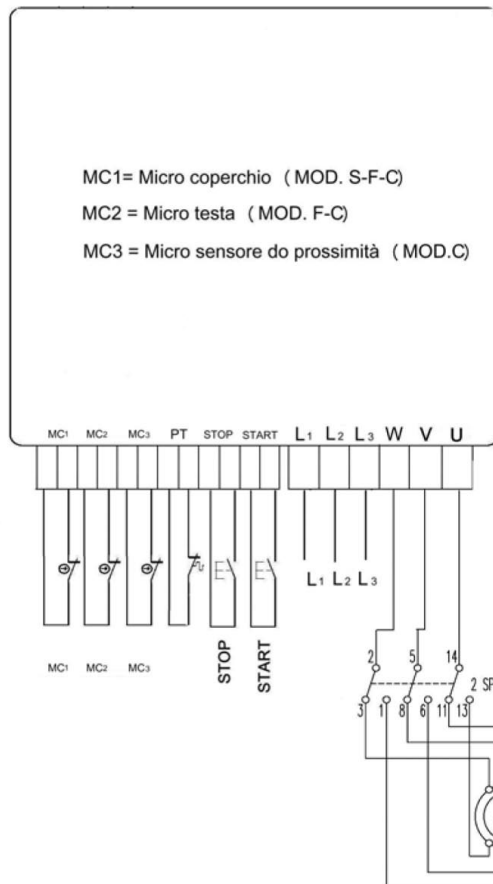 MC1= Micro coperchio ( MOD. S-F-C)
MC2 = Micro testa ( MOD. F-C)
MC3 = Micro sensore do prossimità ( MOD.C)
MC1 MC2 MC3 PT STOP START L1 L2 L3 W V U
L1 L2 L3
MC1 MC2 MC3 STOP START
2 5 14
2 SP
3 1 8 6 11 13